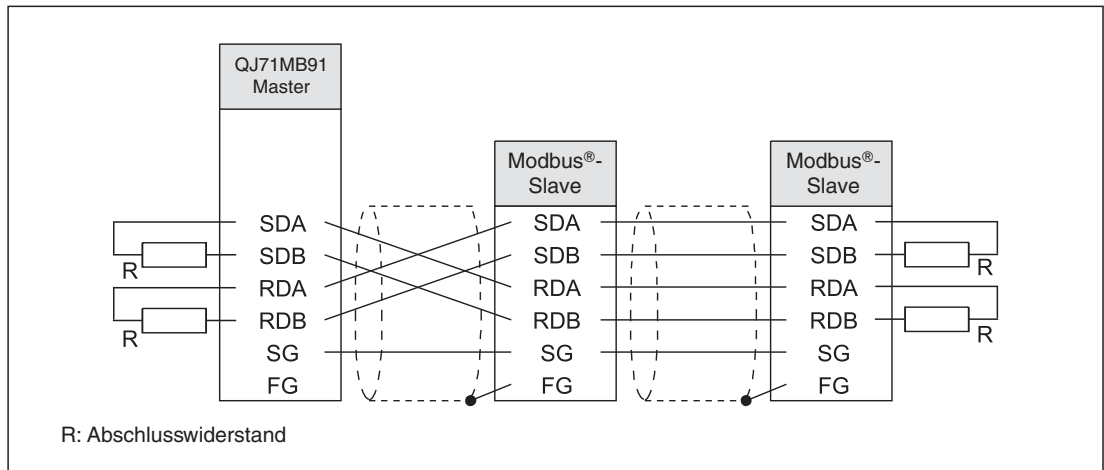 QJ71MB91
Master
Modbus®-
Slave
Modbus®-
Slave
SDA
SDB
RDA
RDB
SG
FG
SDA
SDB
RDA
RDB
SG
FG
SDA
SDB
RDA
RDB
SG
FG
R
R
R
R
R: Abschlusswiderstand